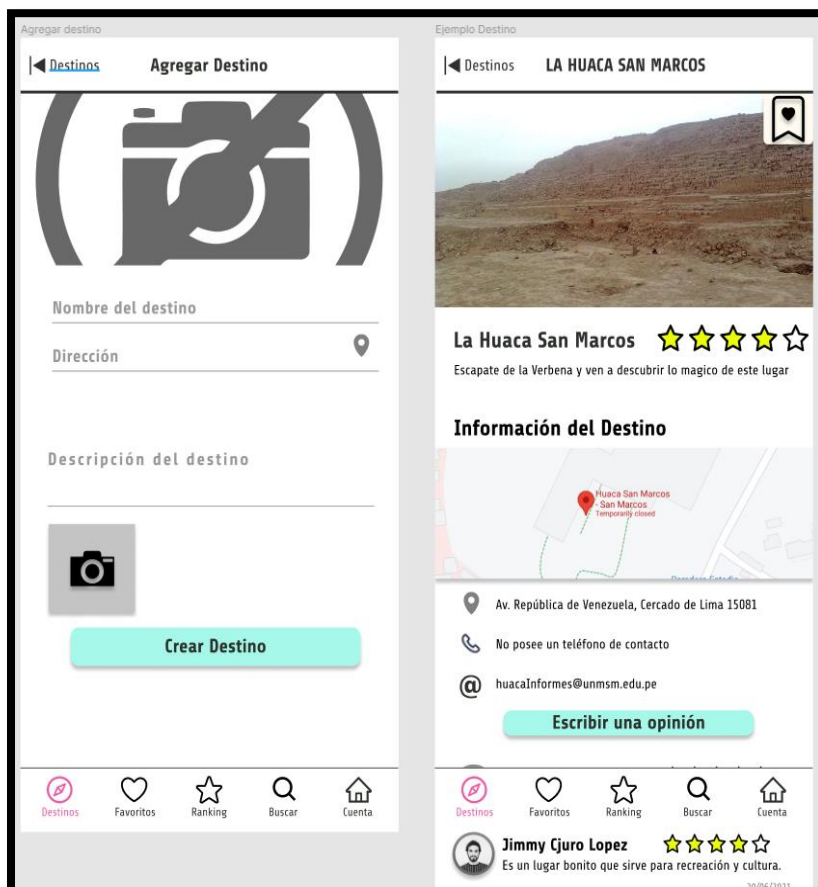 Agregar destino
Destinos
Agregar Destino
Nombre del destino
Dirección
Descripción del destino
Crear Destino
Destinos
Favoritos
Ranking
Buscar
Cuenta
Ejemplo Destino
Destinos
LA HUACA SAN MARCOS
La Huaca San Marcos
Escapate de la Verbena y ven a descubrir lo magico de este lugar
Información del Destino
Huaca San Marcos
- San Marcos
Temporarily closed
Av. República de Venezuela, Cercado de Lima 15081
No posee un teléfono de contacto
@
huacaInformes@unmsm.edu.pe
Escribir una opinión
Destinos
Favoritos
Ranking
Buscar
Cuenta
Jimmy Cjuro Lopez
Es un lugar bonito que sirve para recreación y cultura.